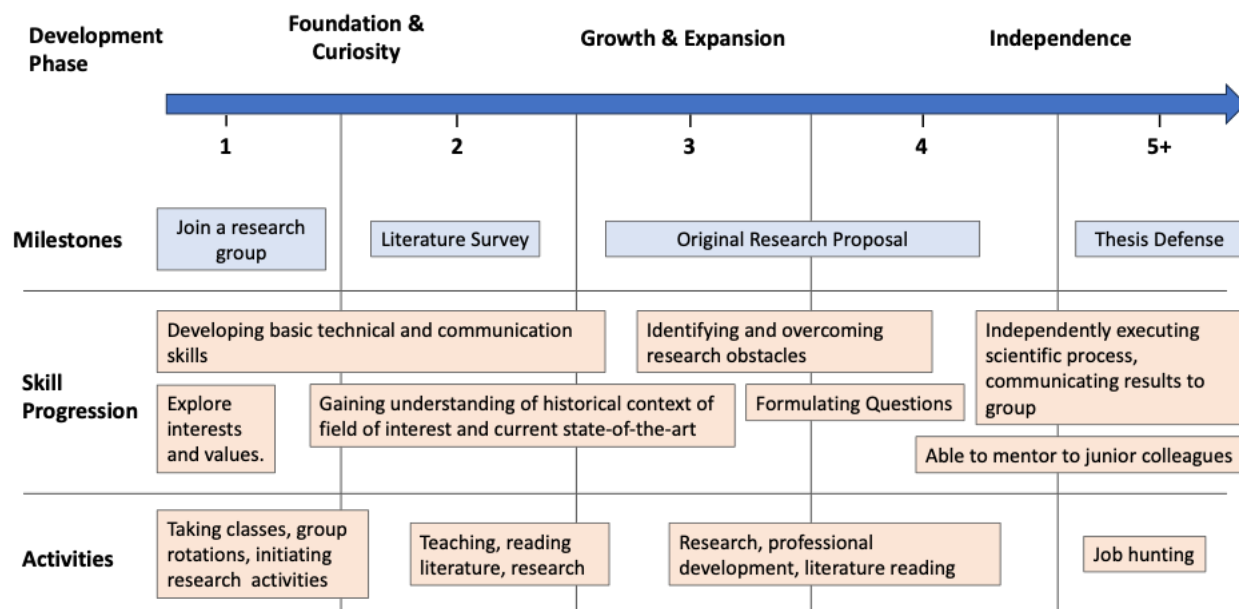 Development
Phase
Foundation &
Curiosity
Growth & Expansion
Independence
1
2
3
4
5+
Milestones
Join a research
group
Literature Survey
Original Research Proposal
Thesis Defense
Skill
Progression
Developing basic technical and communication
skills
Identifying and overcoming
research obstacles
Independently executing
scientific process,
communicating results to
group
Explore
interests
and values.
Gaining understanding of historical context of
field of interest and current state-of-the-art
Formulating Questions
Able to mentor to junior colleagues
Activities
Taking classes, group
rotations, initiating
research activities
Teaching, reading
literature, research
Research, professional
development, literature reading
Job hunting